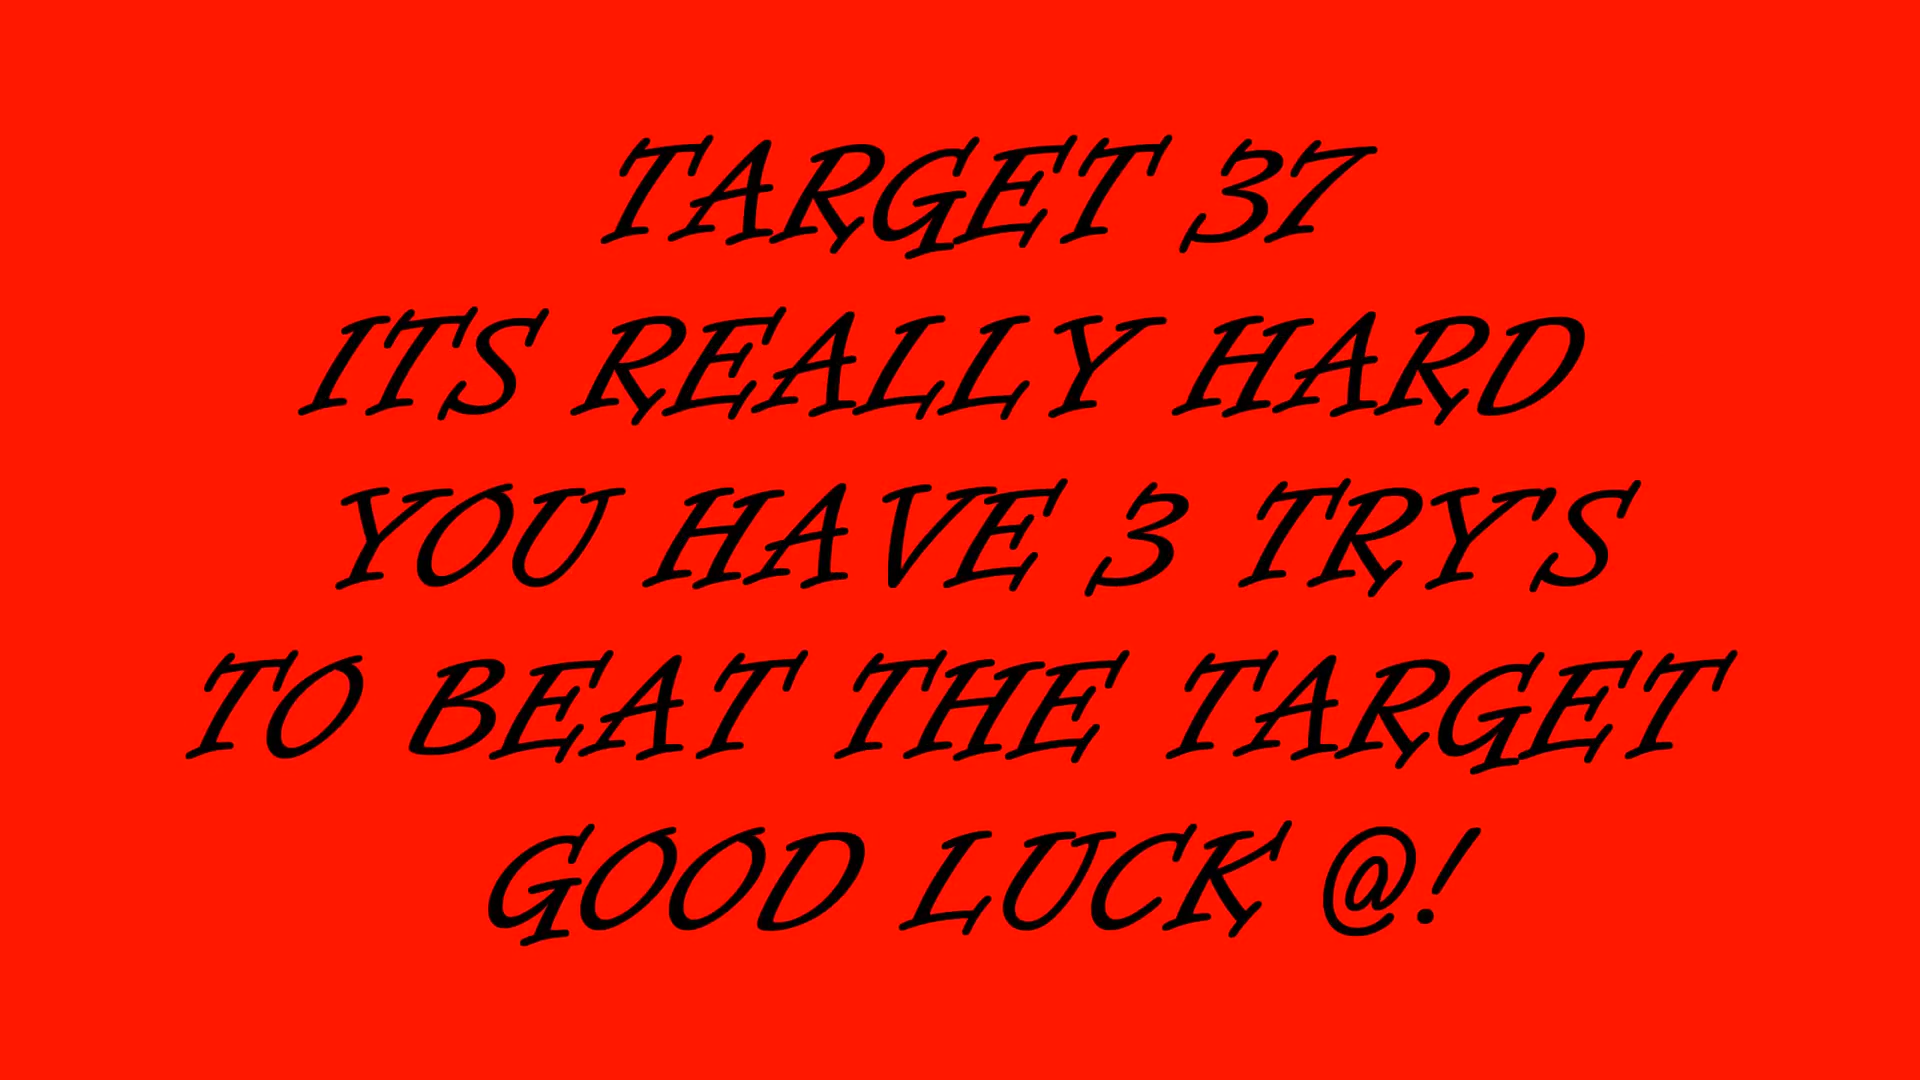 TARGET 37
ITS REALLY HARD
YOU HAVE 3 TRY'S
TO BEAT THE TARGET
GOOD LUCK @!